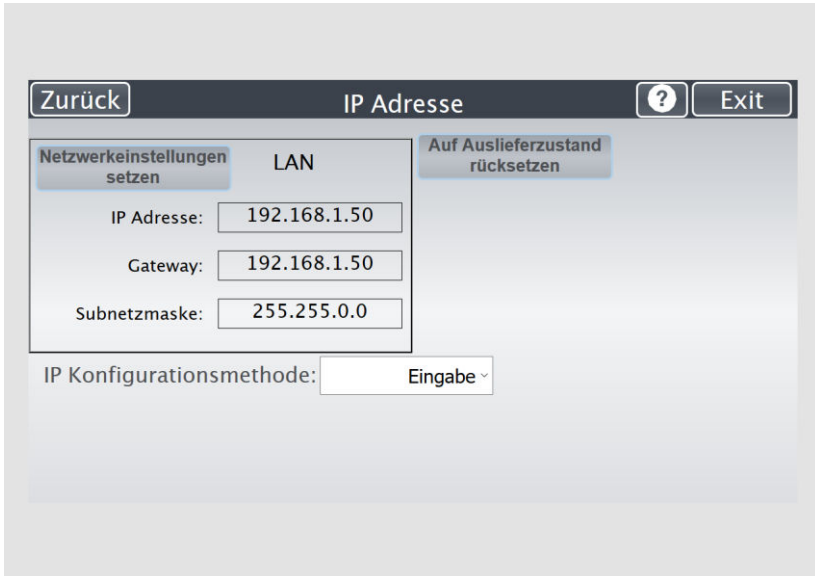 Zurück
IP Adresse
?
Exit
Netzwerkeinstellungen
setzen
LAN
Auf Auslieferzustand
rücksetzen
IP Adresse: 192.168.1.50
Gateway: 192.168.1.50
Subnetzmaske: 255.255.0.0
IP Konfigurationsmethode: Eingabe